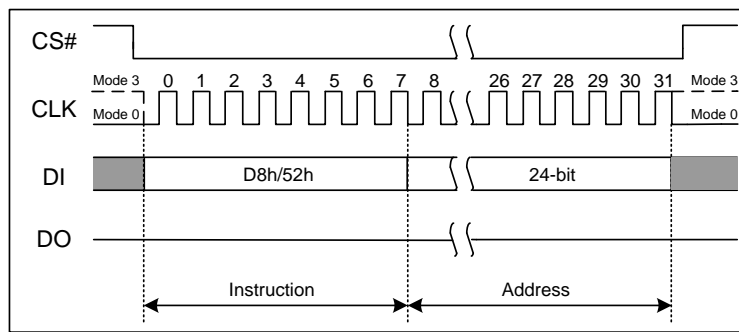 CS#
Mode 3 0 1 2 3 4 5 6 7 8 26 27 28 29 30 31 Mode 3
CLK
Mode 0 Mode 0
DI D8h/52h 24-bit
DO
Instruction Address